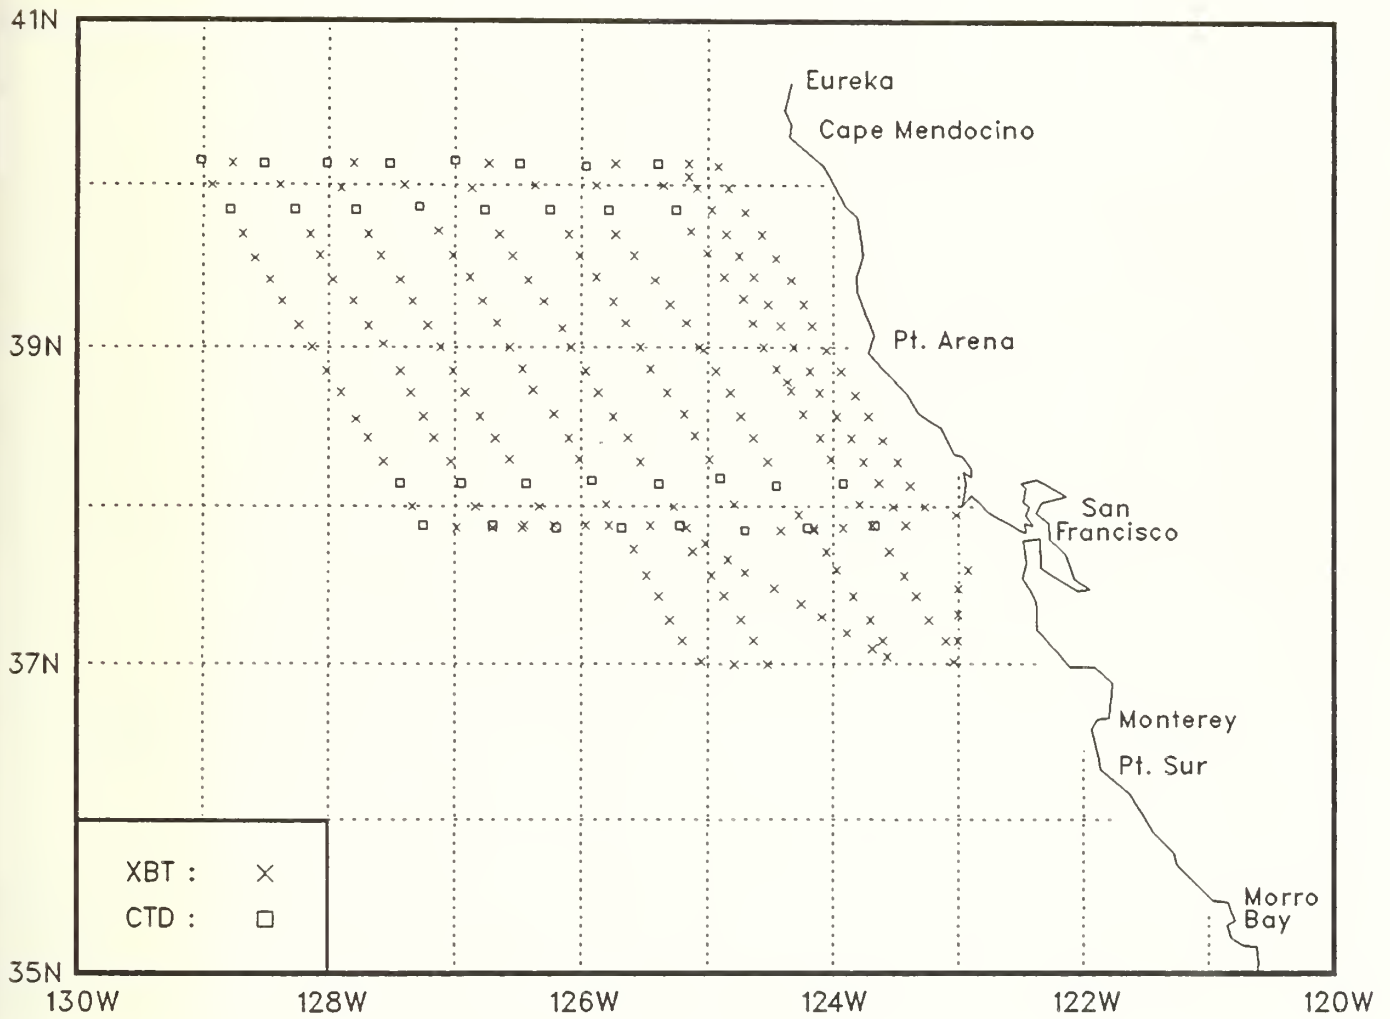 41N
Eureka
Cape Mendocino
39N
Pt. Arena
San
Francisco
37N
Monterey
Pt. Sur
XBT :
CTD :
Morro
Bay
35N
130W 128W 126W 124W 122W 120W